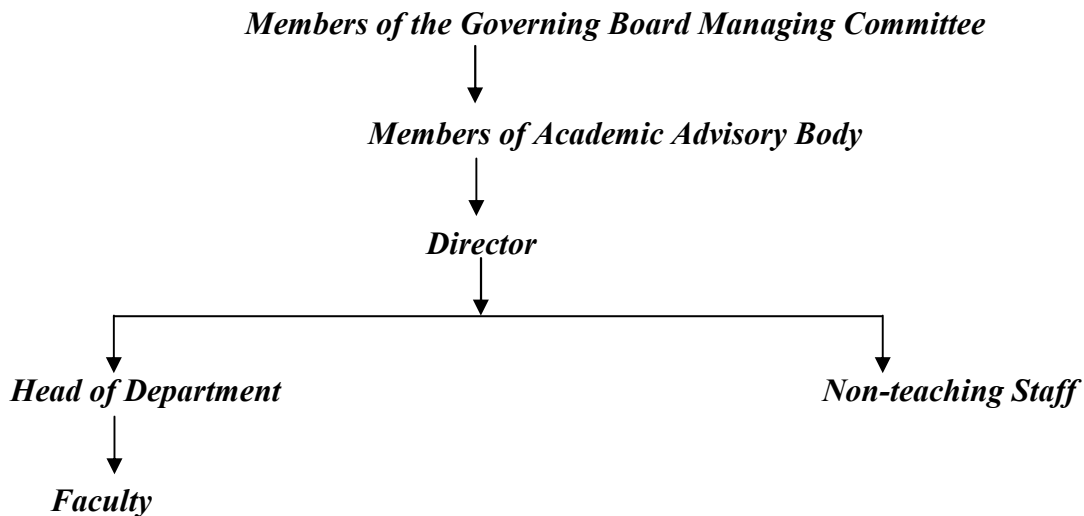 Members of the Governing Board Managing Committee
Members of Academic Advisory Body
Director
Head of Department
Non-teaching Staff
Faculty